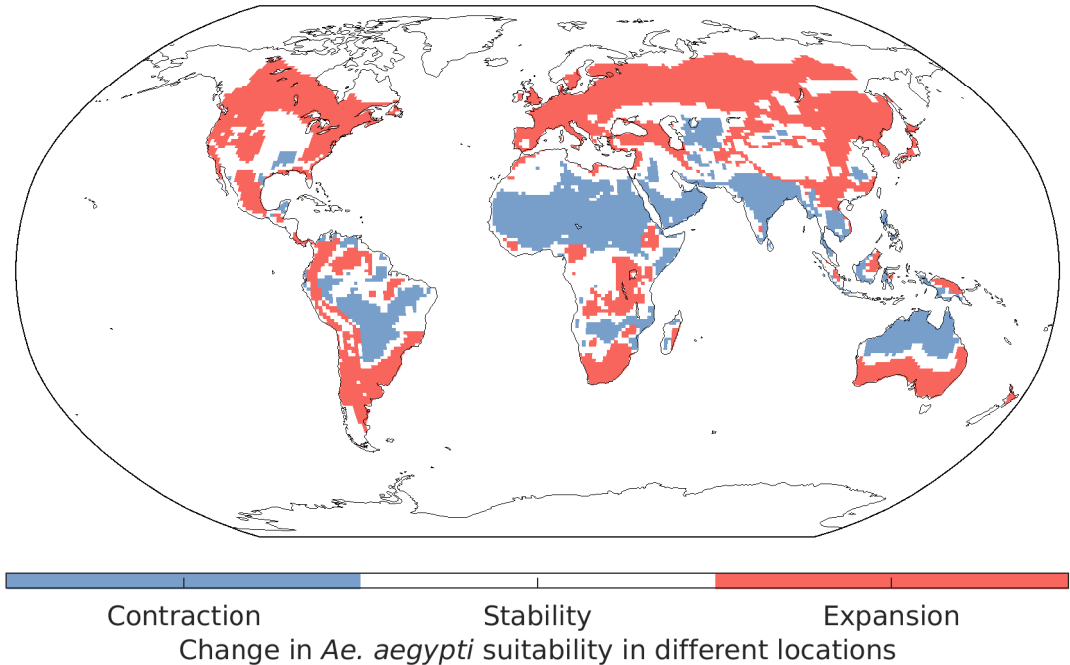 Contraction Stability Expansion
Change in Ae. aegypti suitability in different locations